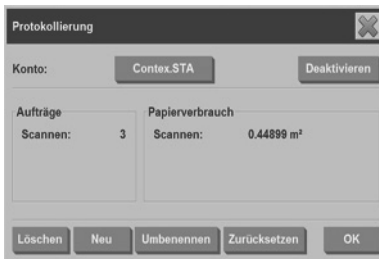 Protokollierung
Konto: Contex.STA Deaktivieren
Aufträge Papierverbrauch
Scannen: 3 Scannen: 0.44899 m²
Löschen Neu Umbenennen Zurücksetzen OK